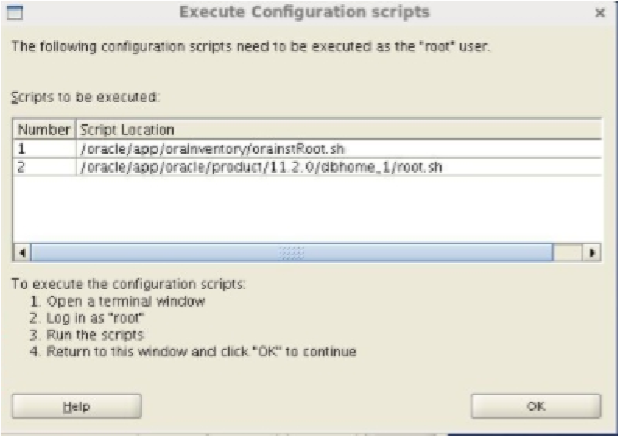 Execute Configuration scripts
The following configuration scripts need to be executed as the "root" user.
Scripts to be executed:
Number Script Location
1 /oracle/app/oraInventory/orainstRoot.sh
2 /oracle/app/oracle/product/11.2.0/dbhome_1/root.sh
To execute the configuration scripts:
1. Open a terminal window
2. Log in as "root"
3. Run the scripts
4. Return to this window and click "OK" to continue
Help OK